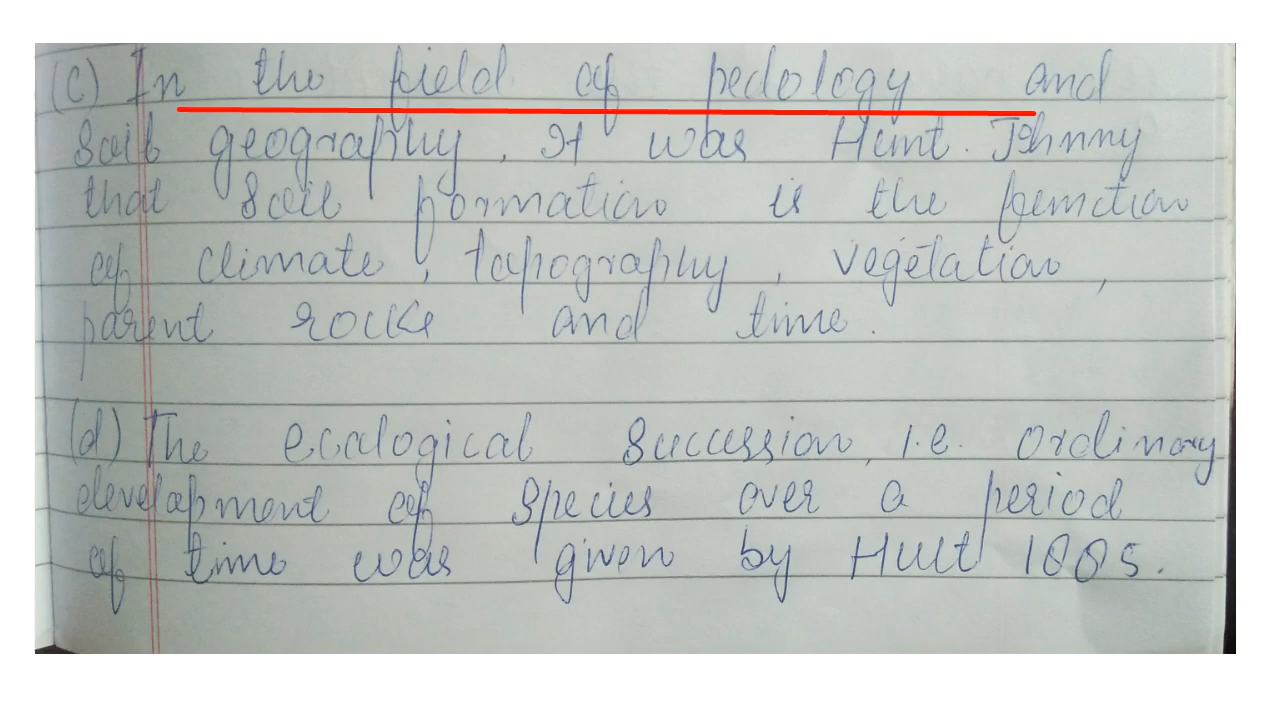 (c) In the field of pedology and
soil geography, It was Hunt. Johnny
that soil formation is the function
of climate, topography, vegetation,
parent rocks and time.
(d) The ecological succession, i.e. ordinary
development of species over a period
of time was given by Hult 1885.